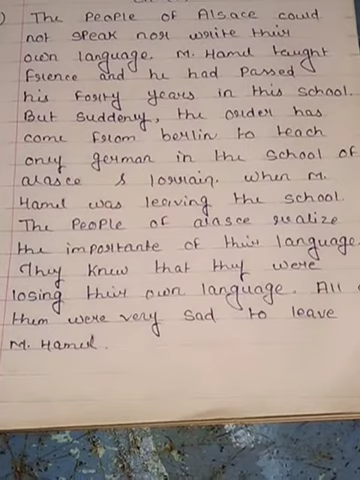 ) The People of Alsace could
not speak nor write their
own language. M. Hamel taught
Frence and he had Passed
his Forty years in this school.
But suddenly, the order has
come from berlin to teach
only german in the school of
alasce & lorrain. when M.
Hamel was leaving the school.
The People of alasce realize
the importante of their language.
They knew that they were
losing their own language. All
them were very sad to leave
M. Hamel.